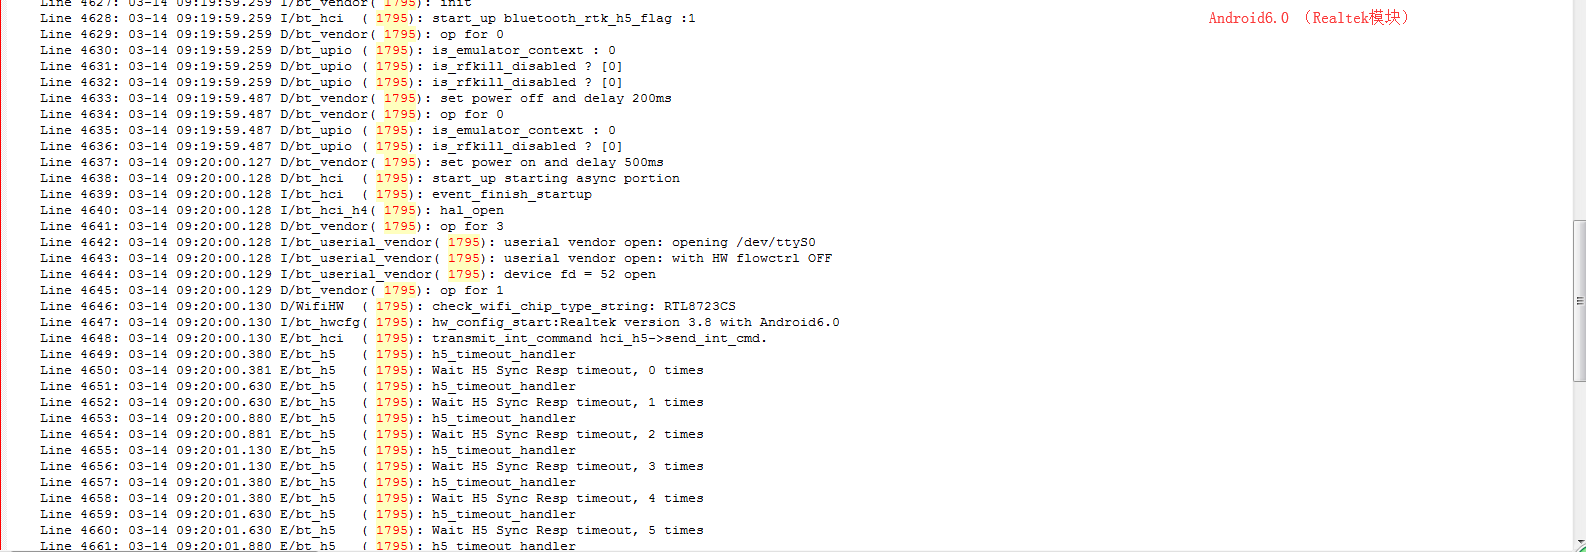 Line 4627: 03-14 09:19:59.259 I/bt_vendor( 1795): init
Android6.0 （Realtek模块）
Line 4628: 03-14 09:19:59.259 I/bt_hci  ( 1795): start_up bluetooth_rtk_h5_flag :1
Line 4629: 03-14 09:19:59.259 D/bt_vendor( 1795): op for 0
Line 4630: 03-14 09:19:59.259 D/bt_upio ( 1795): is_emulator_context : 0
Line 4631: 03-14 09:19:59.259 D/bt_upio ( 1795): is_rfkill_disabled ? [0]
Line 4632: 03-14 09:19:59.259 D/bt_upio ( 1795): is_rfkill_disabled ? [0]
Line 4633: 03-14 09:19:59.487 D/bt_vendor( 1795): set power off and delay 200ms
Line 4634: 03-14 09:19:59.487 D/bt_vendor( 1795): op for 0
Line 4635: 03-14 09:19:59.487 D/bt_upio ( 1795): is_emulator_context : 0
Line 4636: 03-14 09:19:59.487 D/bt_upio ( 1795): is_rfkill_disabled ? [0]
Line 4637: 03-14 09:20:00.127 D/bt_vendor( 1795): set power on and delay 500ms
Line 4638: 03-14 09:20:00.128 D/bt_hci  ( 1795): start_up starting async portion
Line 4639: 03-14 09:20:00.128 I/bt_hci  ( 1795): event_finish_startup
Line 4640: 03-14 09:20:00.128 I/bt_hci_h4( 1795): hal_open
Line 4641: 03-14 09:20:00.128 D/bt_vendor( 1795): op for 3
Line 4642: 03-14 09:20:00.128 I/bt_userial_vendor( 1795): userial vendor open: opening /dev/ttyS0
Line 4643: 03-14 09:20:00.128 I/bt_userial_vendor( 1795): userial vendor open: with HW flowctrl OFF
Line 4644: 03-14 09:20:00.129 I/bt_userial_vendor( 1795): device fd = 52 open
Line 4645: 03-14 09:20:00.129 D/bt_vendor( 1795): op for 1
Line 4646: 03-14 09:20:00.130 D/WifiHW  ( 1795): check_wifi_chip_type_string: RTL8723CS
Line 4647: 03-14 09:20:00.130 I/bt_hwcfg( 1795): hw_config_start:Realtek version 3.8 with Android6.0
Line 4648: 03-14 09:20:00.130 E/bt_hci  ( 1795): transmit_int_command hci_h5->send_int_cmd.
Line 4649: 03-14 09:20:00.380 E/bt_h5   ( 1795): h5_timeout_handler
Line 4650: 03-14 09:20:00.381 E/bt_h5   ( 1795): Wait H5 Sync Resp timeout, 0 times
Line 4651: 03-14 09:20:00.630 E/bt_h5   ( 1795): h5_timeout_handler
Line 4652: 03-14 09:20:00.630 E/bt_h5   ( 1795): Wait H5 Sync Resp timeout, 1 times
Line 4653: 03-14 09:20:00.880 E/bt_h5   ( 1795): h5_timeout_handler
Line 4654: 03-14 09:20:00.881 E/bt_h5   ( 1795): Wait H5 Sync Resp timeout, 2 times
Line 4655: 03-14 09:20:01.130 E/bt_h5   ( 1795): h5_timeout_handler
Line 4656: 03-14 09:20:01.130 E/bt_h5   ( 1795): Wait H5 Sync Resp timeout, 3 times
Line 4657: 03-14 09:20:01.380 E/bt_h5   ( 1795): h5_timeout_handler
Line 4658: 03-14 09:20:01.380 E/bt_h5   ( 1795): Wait H5 Sync Resp timeout, 4 times
Line 4659: 03-14 09:20:01.630 E/bt_h5   ( 1795): h5_timeout_handler
Line 4660: 03-14 09:20:01.630 E/bt_h5   ( 1795): Wait H5 Sync Resp timeout, 5 times
Line 4661: 03-14 09:20:01.880 E/bt_h5   ( 1795): h5_timeout_handler